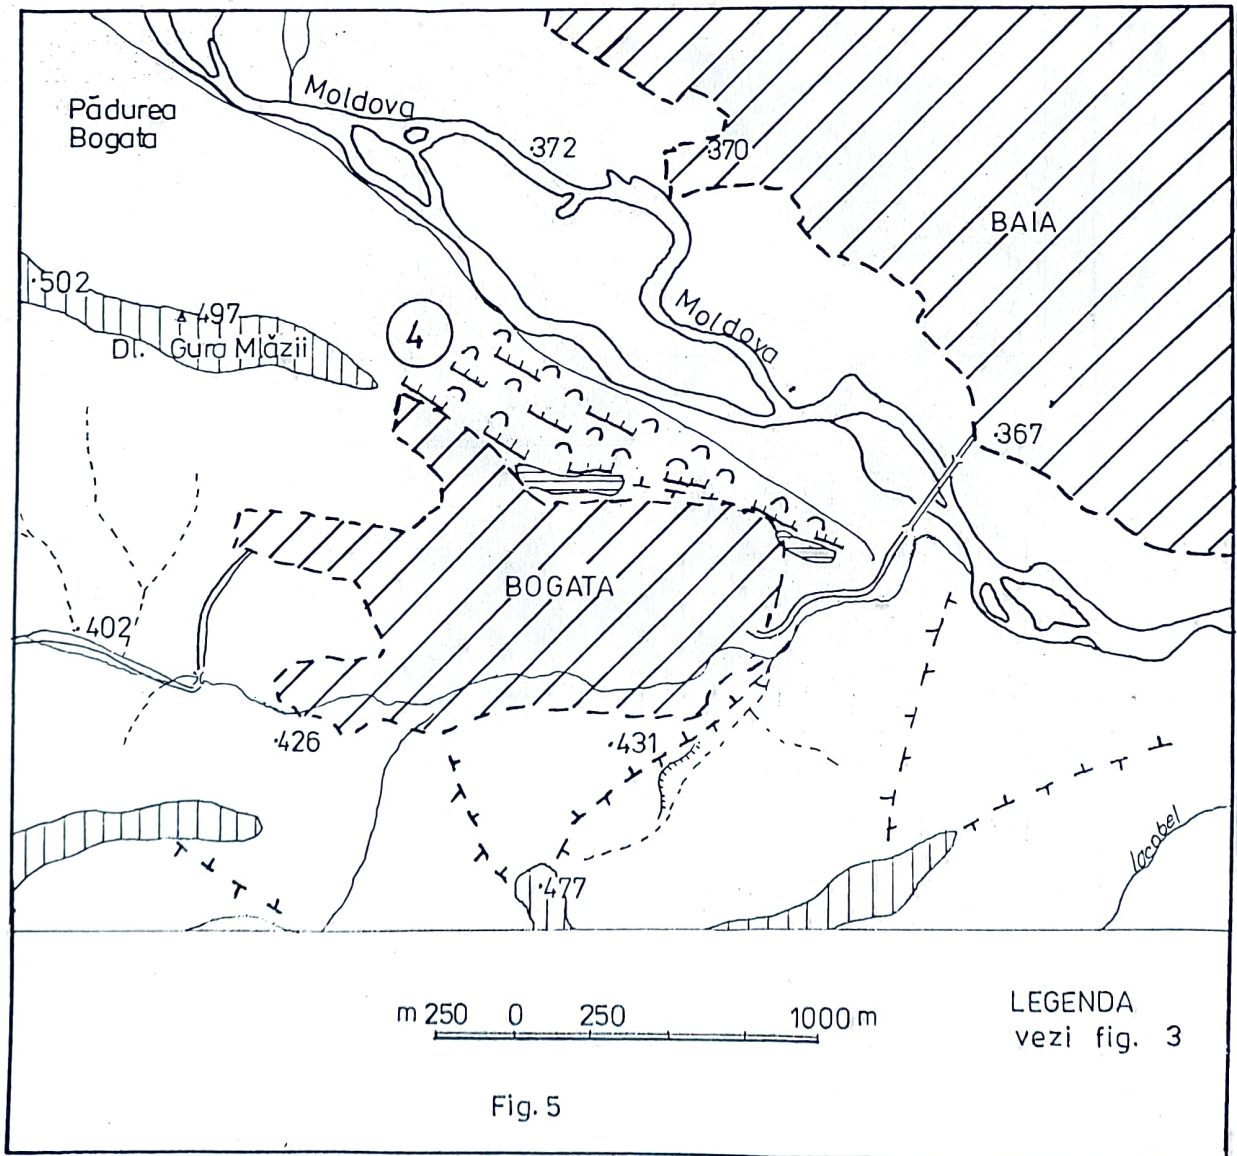 Moldova
Pădurea
Bogata
.372
.370
BAIA
.502
497
Dl. Gura Mlăzii
4
Moldova
.367
BOGATA
.402
.426
.431
.477
Iocobel
m 250 0 250 1000 m
LEGENDA
vezi fig. 3
Fig. 5